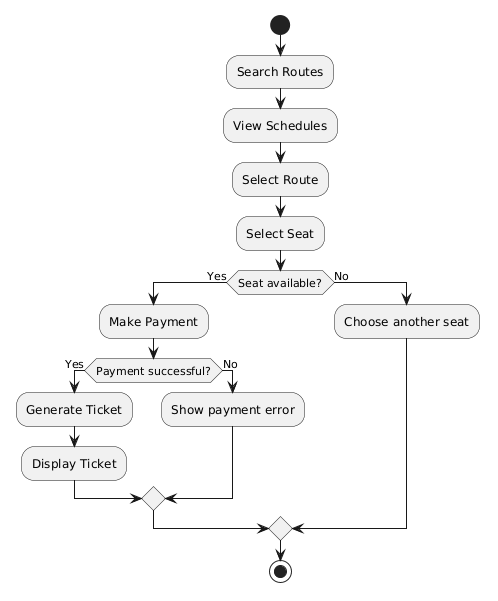 Search Routes
View Schedules
Select Route
Select Seat
Yes
Seat available?
No
Make Payment
Choose another seat
Yes
Payment successful?
No
Generate Ticket
Show payment error
Display Ticket